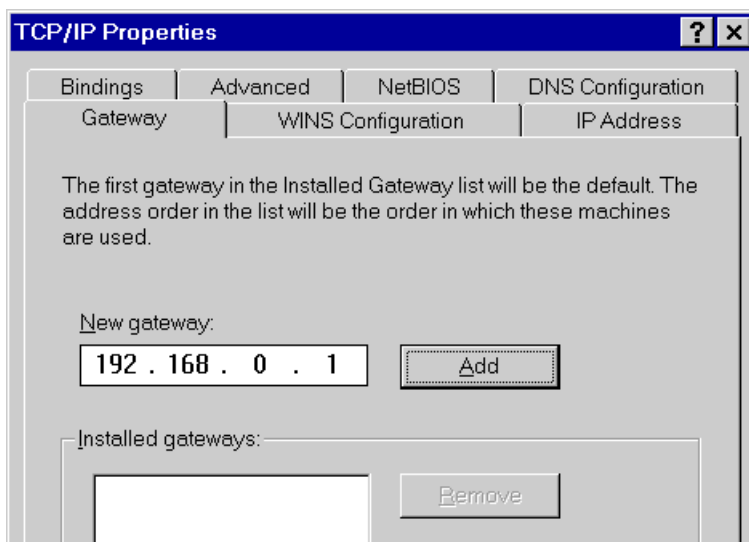 TCP/IP Properties ? ×
Bindings Advanced NetBIOS DNS Configuration
Gateway WINS Configuration IP Address
The first gateway in the Installed Gateway list will be the default. The
address order in the list will be the order in which these machines
are used.
New gateway:
192 . 168 . 0 . 1 Add
Installed gateways:
Remove